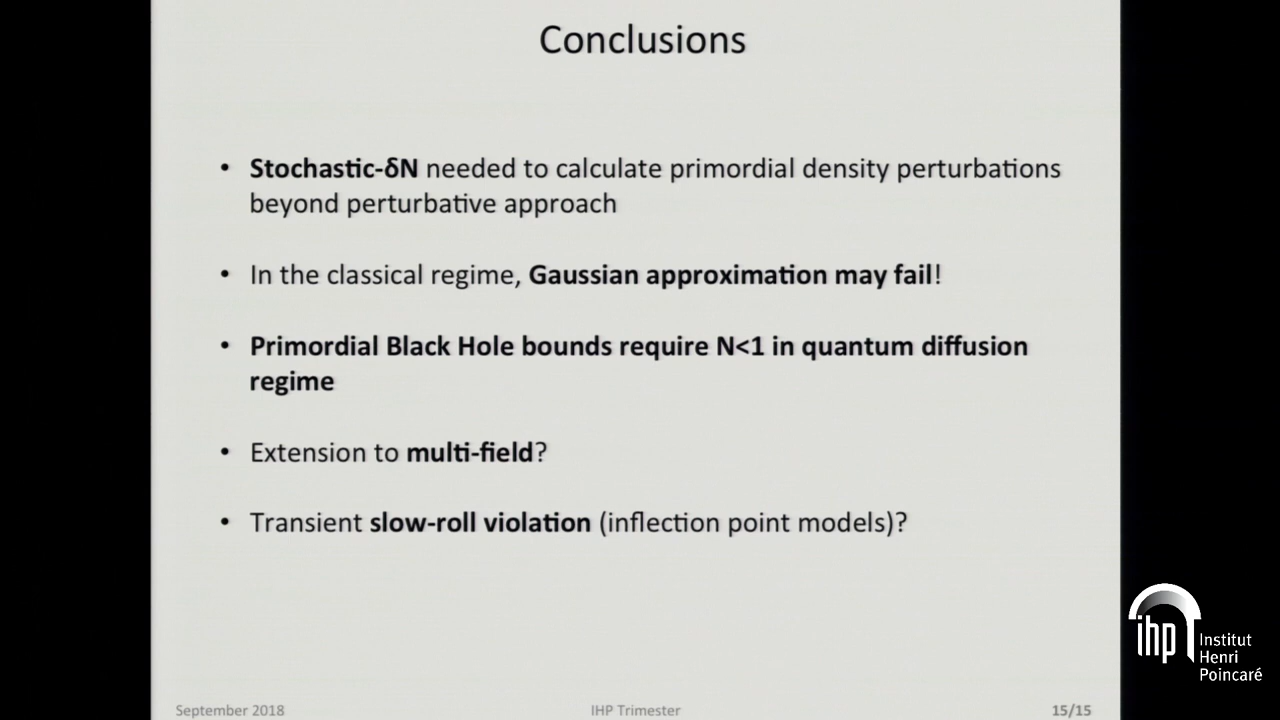 Conclusions
• Stochastic-δN needed to calculate primordial density perturbations
beyond perturbative approach
• In the classical regime, Gaussian approximation may fail!
• Primordial Black Hole bounds require N<1 in quantum diffusion
regime
• Extension to multi-field?
• Transient slow-roll violation (inflection point models)?
September 2018 IHP Trimester 15/15
ihp
Institut
Henri
Poincaré